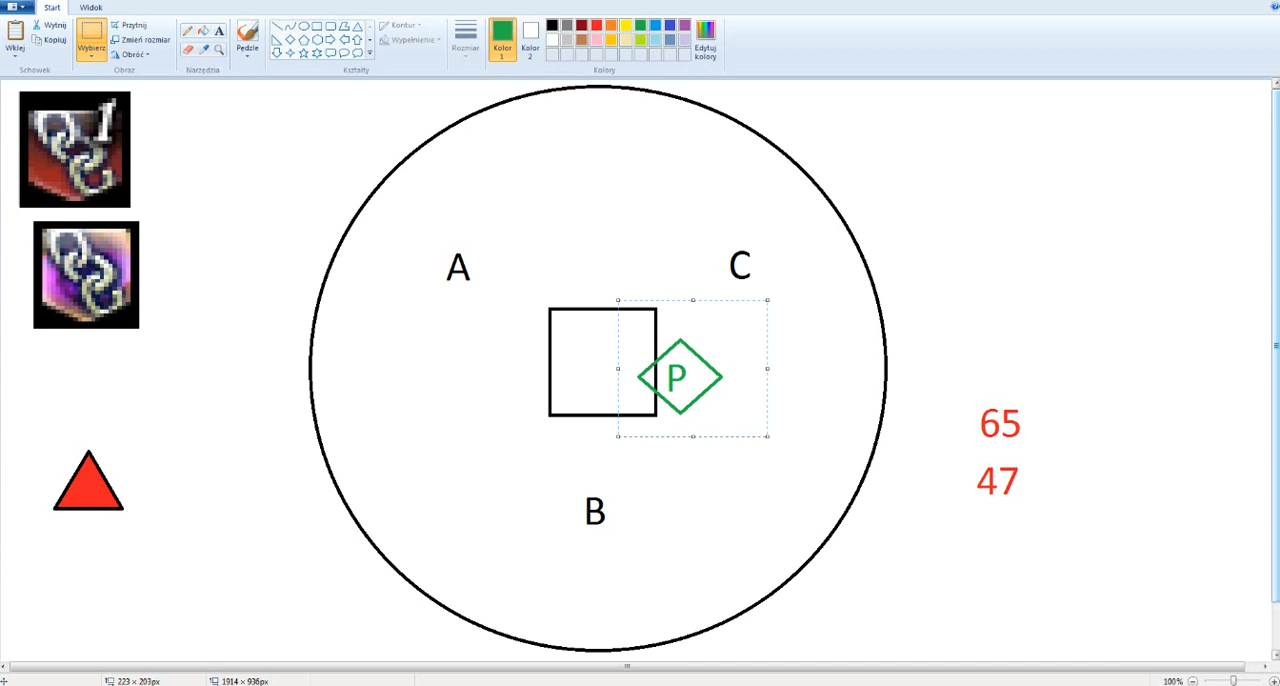 Start Widok
Wklej
Wytnij
Kopiuj
Schowek
Wybierz
Przytnij
Zmień rozmiar
Obróć
Obraz
A
Narzędzia
Pędzle
Kontur
Wypełnienie
Kształty
Rozmiar
Kolor
1
Kolor
2
Kolory
Edytuj
kolory
1
A
C
P
B
65
47
223 × 203px
1914 × 936px
100%